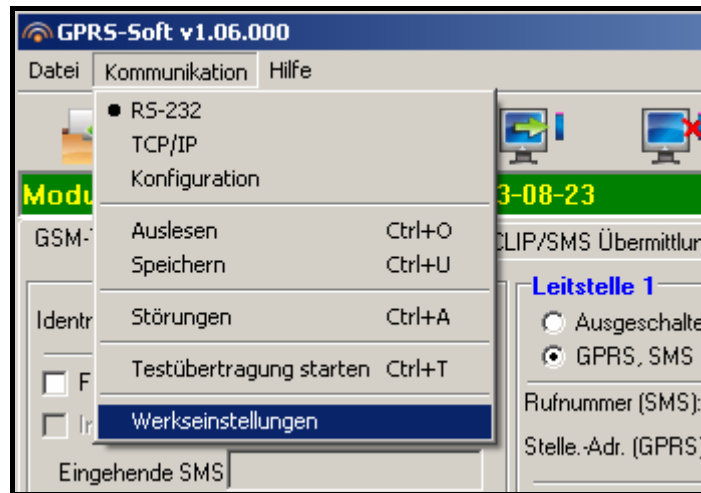 GPRS-Soft v1.06.000
Datei Kommunikation Hilfe
RS-232
TCP/IP
Konfiguration
3-08-23
Auslesen Ctrl+O
Speichern Ctrl+U
Störungen Ctrl+A
Testübertragung starten Ctrl+T
Werkseinstellungen
GSM-
CLIP/SMS
Leitstelle 1
GPRS, SMS
Rufnummer (SMS):
Stelle.-Adr. (GPRS)
Eingehende SMS